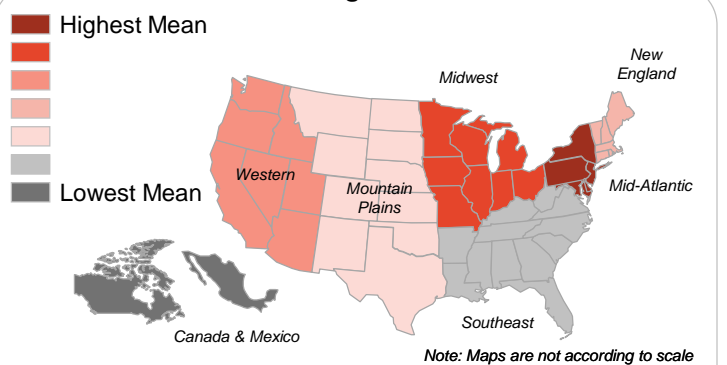 Highest Mean
New
England
Midwest
Western
Mountain
Plains
Mid-Atlantic
Lowest Mean
Southeast
Canada & Mexico
Note: Maps are not according to scale